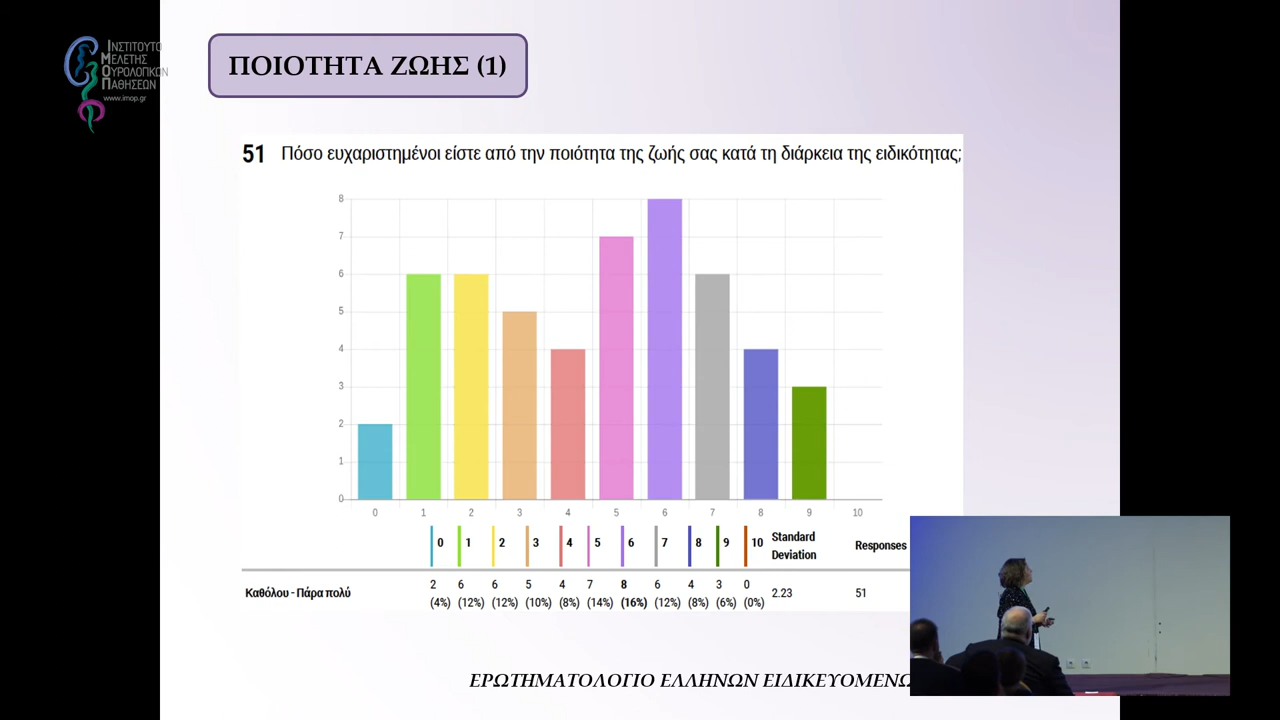 ΙΝΣΤΙΤΟΥΤΟ
ΜΕΛΕΤΗΣ
ΟΥΡΟΛΟΓΙΚΩΝ
ΠΑΘΗΣΕΩΝ
www.imop.gr
ΠΟΙΟΤΗΤΑ ΖΩΗΣ (1)
51 Πόσο ευχαριστημένοι είστε από την ποιότητα της ζωής σας κατά τη διάρκεια της ειδικότητας;
8
7
6
5
4
3
2
1
0
0 1 2 3 4 5 6 7 8 9 10
0 1 2 3 4 5 6 7 8 9 10 Standard Deviation Responses
Καθόλου - Πάρα πολύ 2 6 6 5 4 7 8 6 4 3 0 2.23 51
(4%) (12%) (12%) (10%) (8%) (14%) (16%) (12%) (8%) (6%) (0%)
ΕΡΩΤΗΜΑΤΟΛΟΓΙΟ ΕΛΛΗΝΩΝ